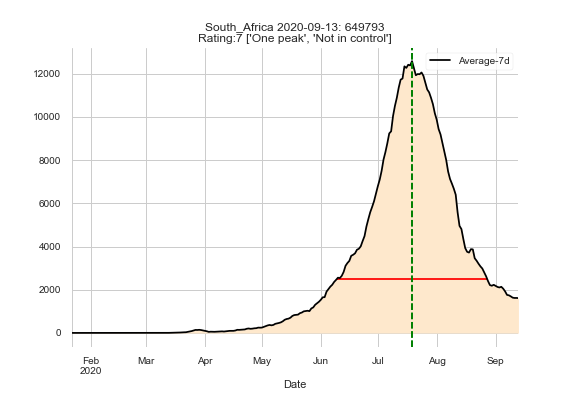 South_Africa 2020-09-13: 649793
Rating:7 ['One peak', 'Not in control']
Average-7d
12000
10000
8000
6000
4000
2000
0
Feb Mar Apr May Jun Jul Aug Sep
2020
Date